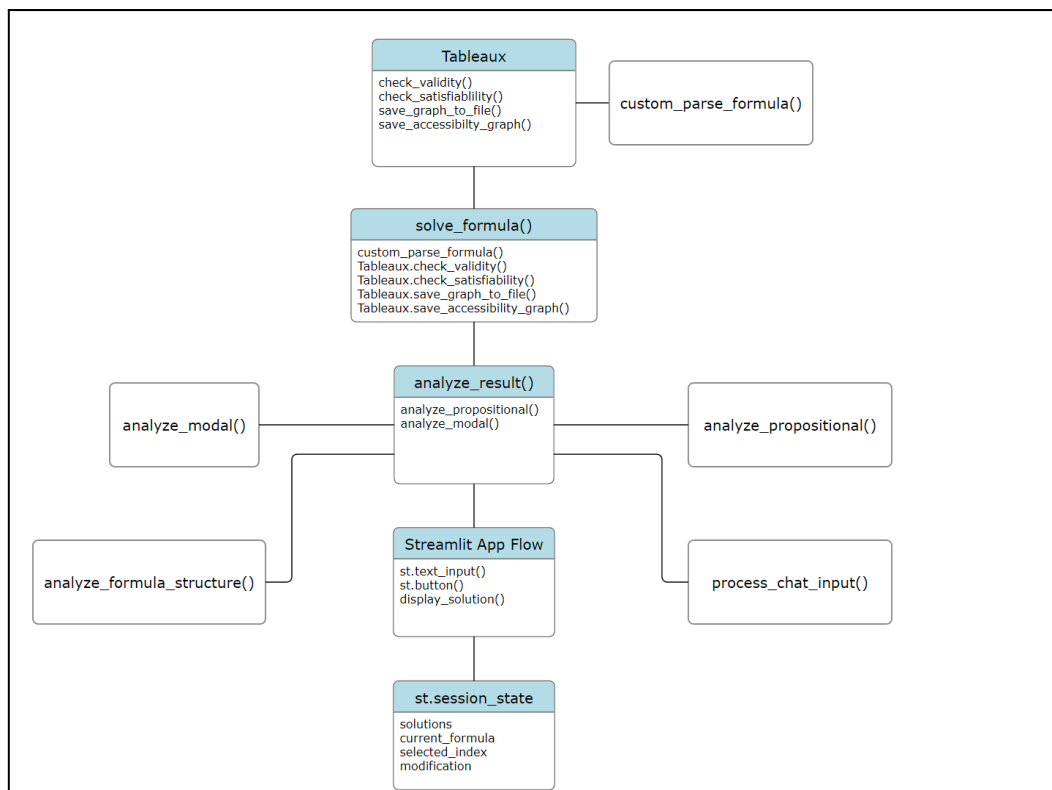 Tableaux
check_validity()
check_satisfiablility()
save_graph_to_file()
save_accessibilty_graph()
custom_parse_formula()
solve_formula()
custom_parse_formula()
Tableaux.check_validity()
Tableaux.check_satisfiability()
Tableaux.save_graph_to_file()
Tableaux.save_accessibility_graph()
analyze_result()
analyze_propositional()
analyze_modal()
analyze_modal()
analyze_propositional()
Streamlit App Flow
st.text_input()
st.button()
display_solution()
analyze_formula_structure()
process_chat_input()
st.session_state
solutions
current_formula
selected_index
modification